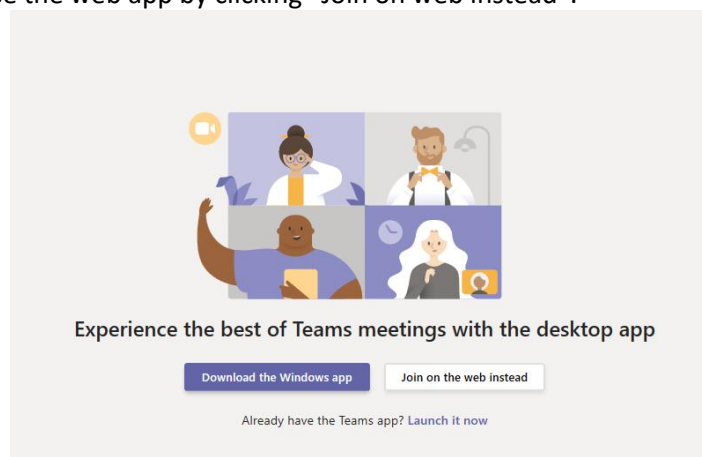 the web app by clicking "Join on web instead".
Experience the best of Teams meetings with the desktop app
Download the Windows app
Join on the web instead
Already have the Teams app? Launch it now